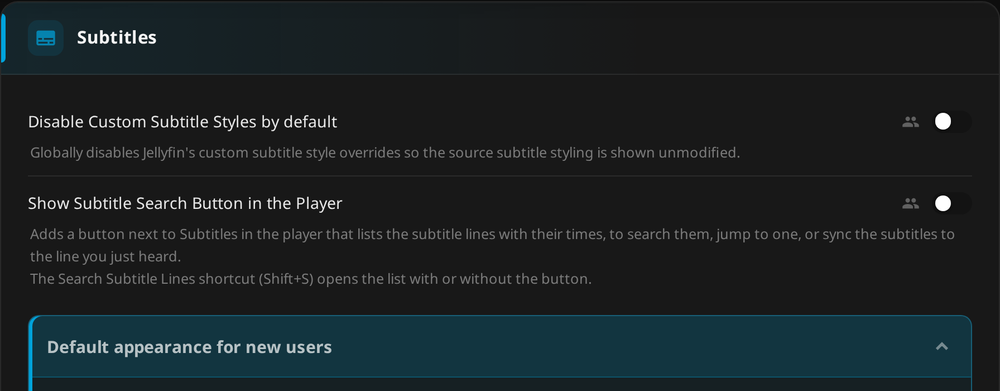 Subtitles
Disable Custom Subtitle Styles by default
Globally disables Jellyfin's custom subtitle style overrides so the source subtitle styling is shown unmodified.
Show Subtitle Search Button in the Player
Adds a button next to Subtitles in the player that lists the subtitle lines with their times, to search them, jump to one, or sync the subtitles to
the line you just heard.
The Search Subtitle Lines shortcut (Shift+S) opens the list with or without the button.
Default appearance for new users